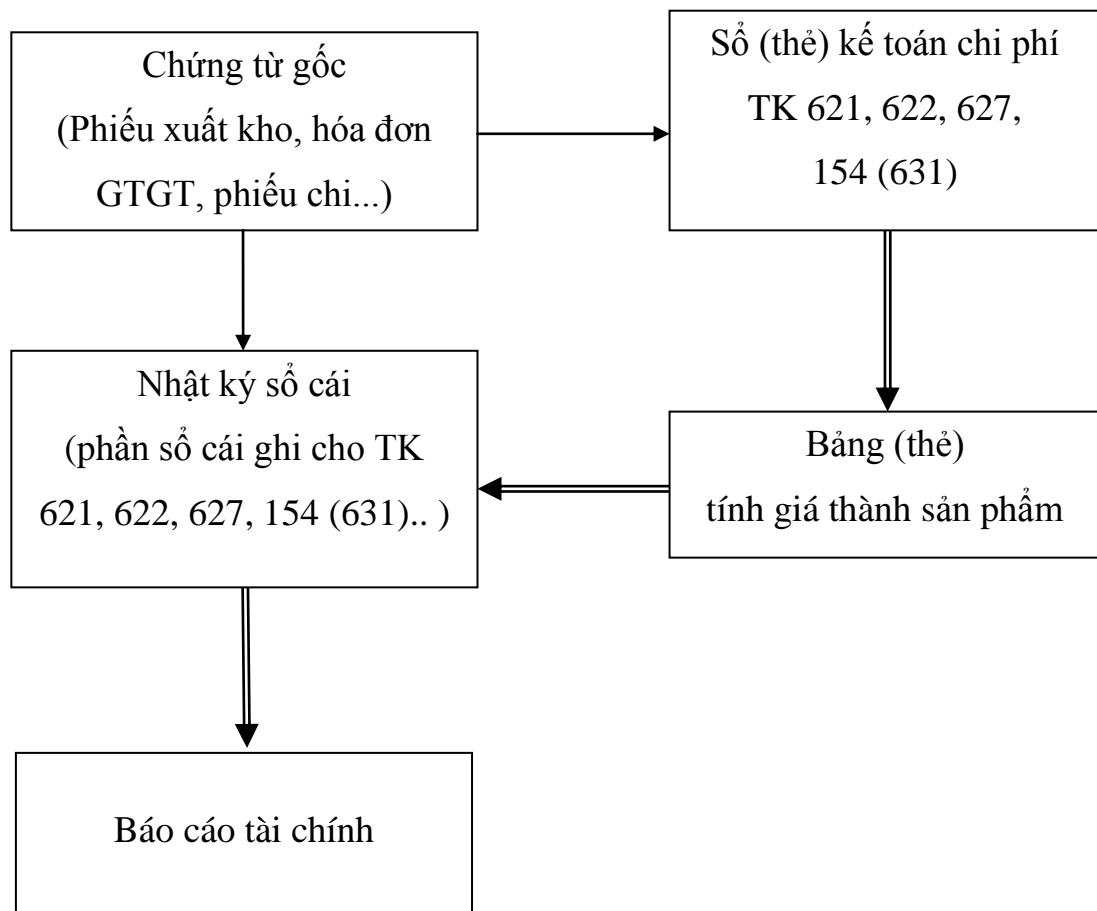 Chứng từ gốc
(Phiếu xuất kho, hóa đơn
GTGT, phiếu chi...)
Sổ (thẻ) kế toán chi phí
TK 621, 622, 627,
154 (631)
Nhật ký sổ cái
(phần sổ cái ghi cho TK
621, 622, 627, 154 (631).. )
Bảng (thẻ)
tính giá thành sản phẩm
Báo cáo tài chính